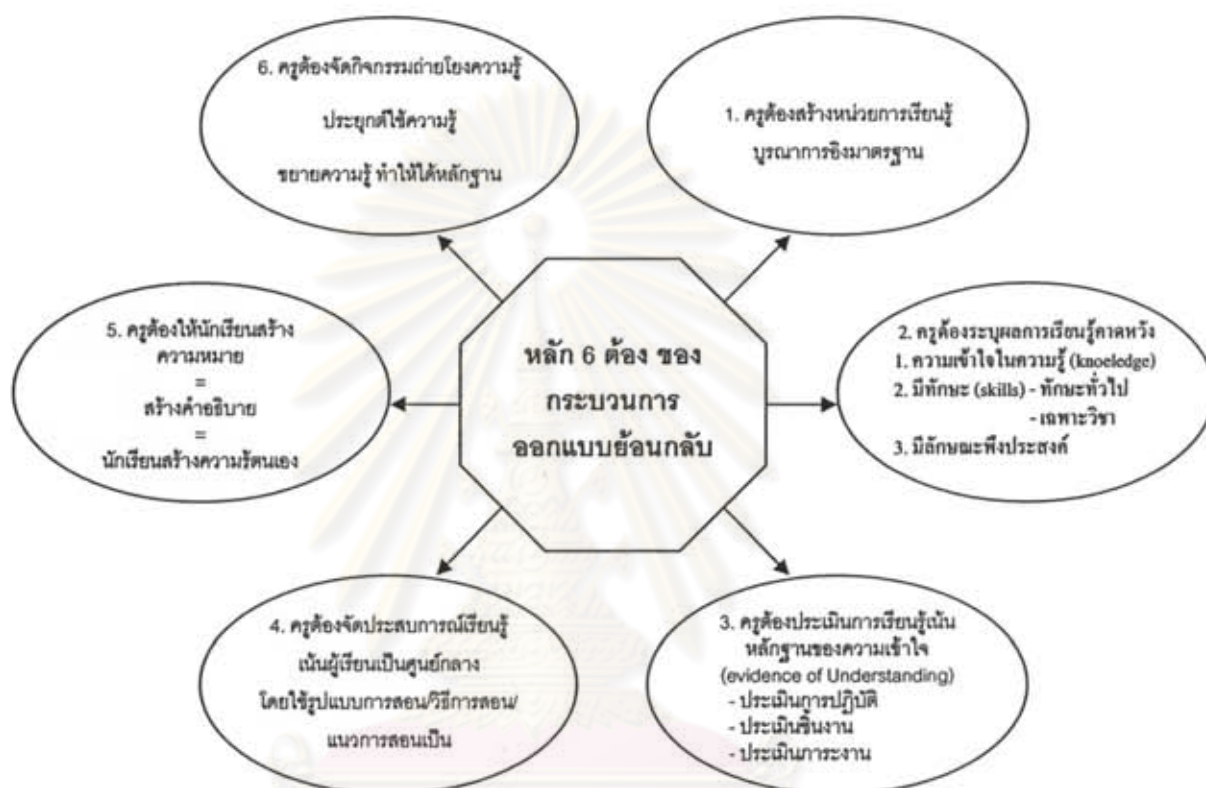 หลัก 6 ต้อง ของ
กระบวนการ
ออกแบบย้อนกลับ
1. ครูต้องสร้างหน่วยการเรียนรู้
บูรณาการอิงมาตรฐาน
2. ครูต้องระบุผลการเรียนรู้คาดหวัง
1. ความเข้าใจในความรู้ (knoeledge)
2. มีทักษะ (skills) - ทักษะทั่วไป
- เฉพาะวิชา
3. มีลักษณะพึงประสงค์
3. ครูต้องประเมินการเรียนรู้เน้น
หลักฐานของความเข้าใจ
(evidence of Understanding)
- ประเมินการปฏิบัติ
- ประเมินชิ้นงาน
- ประเมินภาระงาน
4. ครูต้องจัดประสบการณ์เรียนรู้
เน้นผู้เรียนเป็นศูนย์กลาง
โดยใช้รูปแบบการสอน/วิธีการสอน/
แนวการสอนเป็น
5. ครูต้องให้นักเรียนสร้าง
ความหมาย
=
สร้างคำอธิบาย
=
นักเรียนสร้างความรู้ตนเอง
6. ครูต้องจัดกิจกรรมถ่ายโยงความรู้
ประยุกต์ใช้ความรู้
ขยายความรู้ ทำให้ได้หลักฐาน